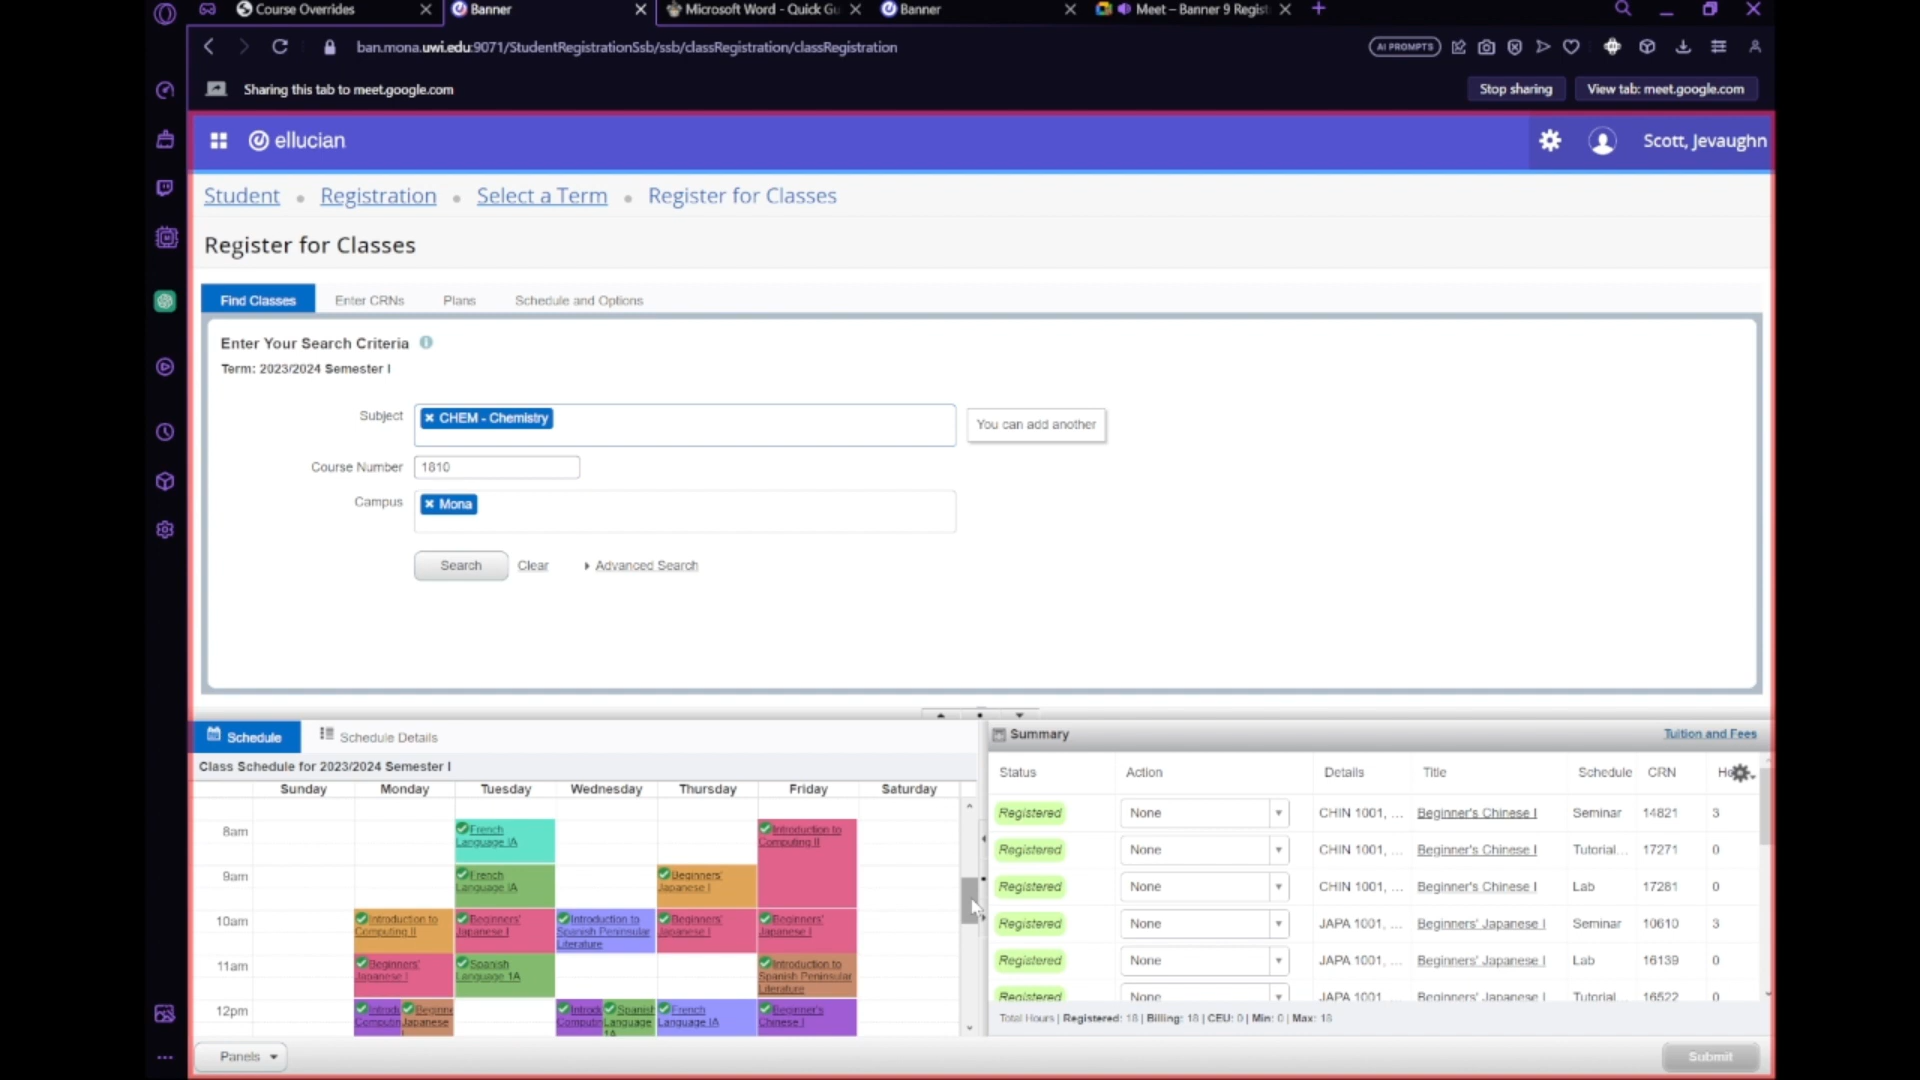 Course Overrides
Banner
Microsoft Word - Quick Gu
Banner
Meet – Banner 9 Regist
ban.mona.uwi.edu:9071/StudentRegistrationSsb/ssb/classRegistration/classRegistration
AI PROMPTS
Sharing this tab to meet.google.com
Stop sharing
View tab: meet.google.com
ellucian
Scott, Jevaughn
Student • Registration • Select a Term • Register for Classes
Register for Classes
Find Classes
Enter CRNs
Plans
Schedule and Options
Enter Your Search Criteria
Term: 2023/2024 Semester I
Subject
CHEM - Chemistry
You can add another
Course Number
1810
Campus
Mona
Search
Clear
Advanced Search
Schedule
Schedule Details
Class Schedule for 2023/2024 Semester I
Sunday Monday Tuesday Wednesday Thursday Friday Saturday
8am
French
Language IA
Introduction to
Computing II
9am
French
Language IA
Beginners'
Japanese I
10am
Introduction to
Computing II
Beginners'
Japanese I
Introduction to
Spanish Peninsular
Literature
Beginners'
Japanese I
Beginners'
Japanese I
11am
Beginners'
Japanese I
Spanish
Language 1A
Introduction to
Spanish Peninsular
Literature
12pm
Introdu
Computin
Beginne
Japanese
I
Introdu
Computin
Spanish
Language
1A
French
Language IA
Beginner's
Chinese I
Panels
Summary
Tuition and Fees
Status Action Details Title Schedule CRN Ho
Registered None CHIN 1001, ... Beginner's Chinese I Seminar 14821 3
Registered None CHIN 1001, ... Beginner's Chinese I Tutorial... 17271 0
Registered None CHIN 1001, ... Beginner's Chinese I Lab 17281 0
Registered None JAPA 1001, ... Beginners' Japanese I Seminar 10610 3
Registered None JAPA 1001, ... Beginners' Japanese I Lab 16139 0
Registered None JAPA 1001, ... Beginners' Japanese I Tutorial... 16522 0
Total Hours | Registered: 18 | Billing: 18 | CEU: 0 | Min: 0 | Max: 18
Submit